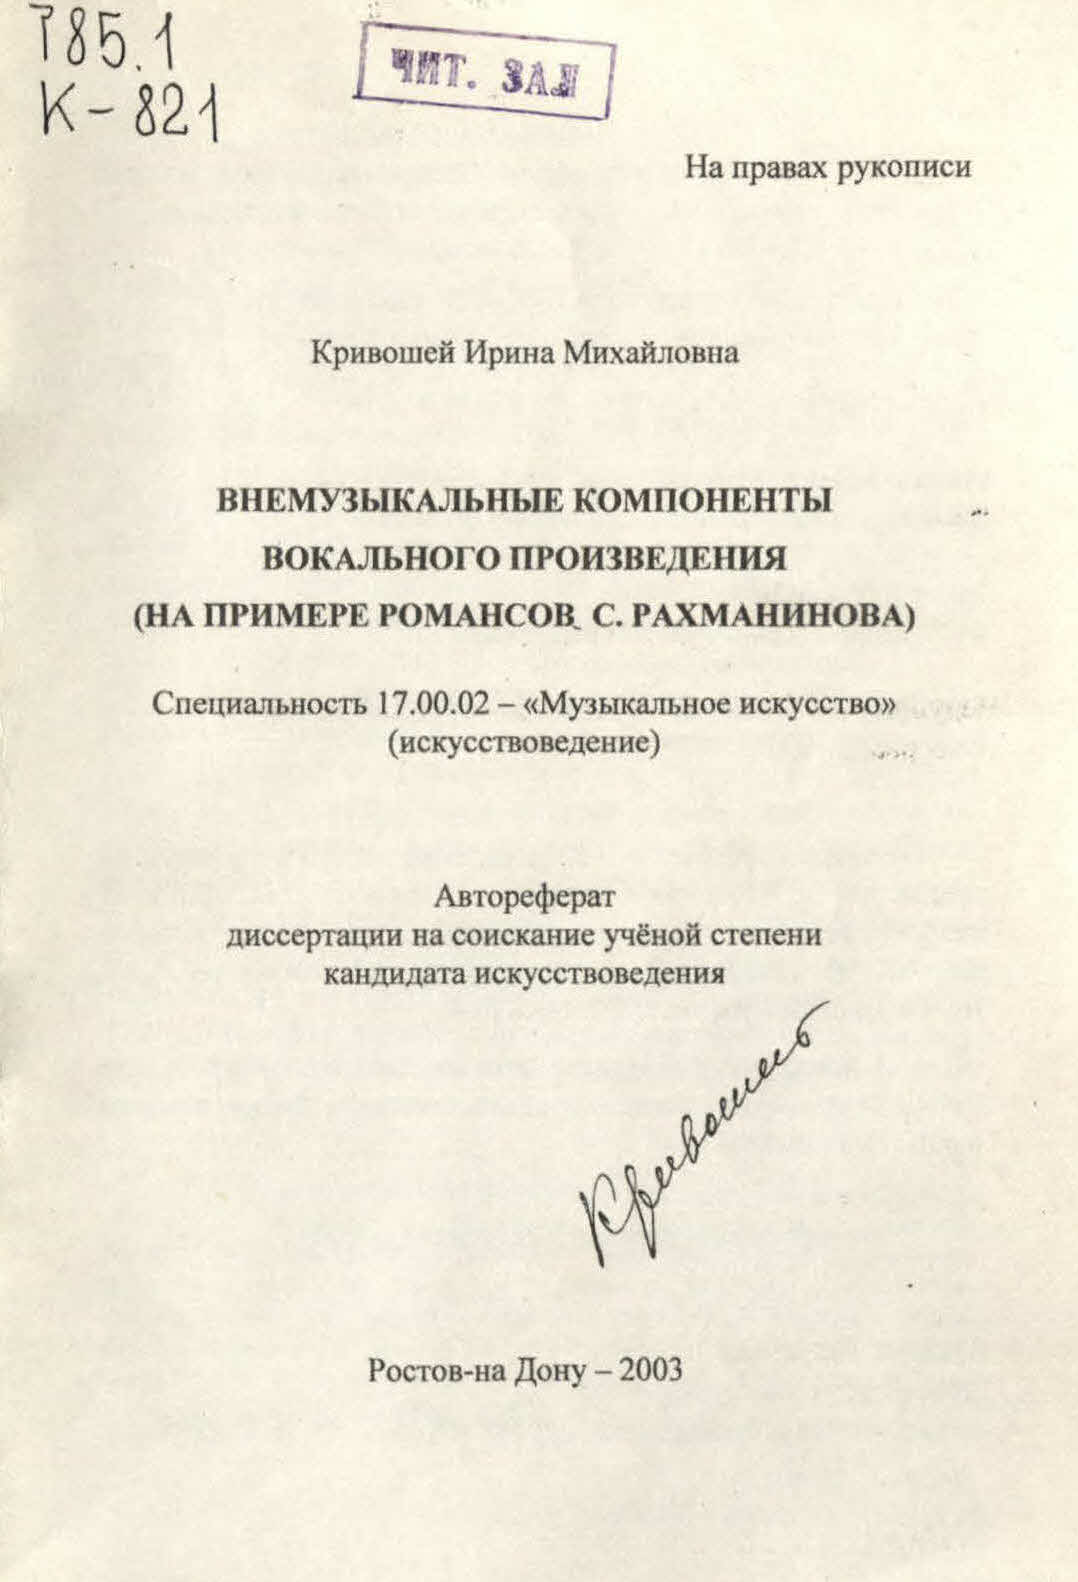 Т85.1
К-821
ЧИТ. ЗАЛ
На правах рукописи
Кривошей Ирина Михайловна
ВНЕМУЗЫКАЛЬНЫЕ КОМПОНЕНТЫ
ВОКАЛЬНОГО ПРОИЗВЕДЕНИЯ
(НА ПРИМЕРЕ РОМАНСОВ С. РАХМАНИНОВА)
Специальность 17.00.02 – «Музыкальное искусство»
(искусствоведение)
Автореферат
диссертации на соискание учёной степени
кандидата искусствоведения
Кривошей
Ростов-на Дону – 2003